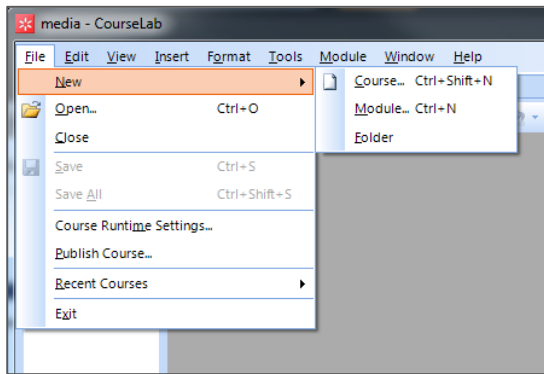 media - CourseLab
File Edit View Insert Format Tools Module Window Help
New
Open... Ctrl+O
Close
Save Ctrl+S
Save All Ctrl+Shift+S
Course Runtime Settings...
Publish Course...
Recent Courses
Exit
Course... Ctrl+Shift+N
Module... Ctrl+N
Folder